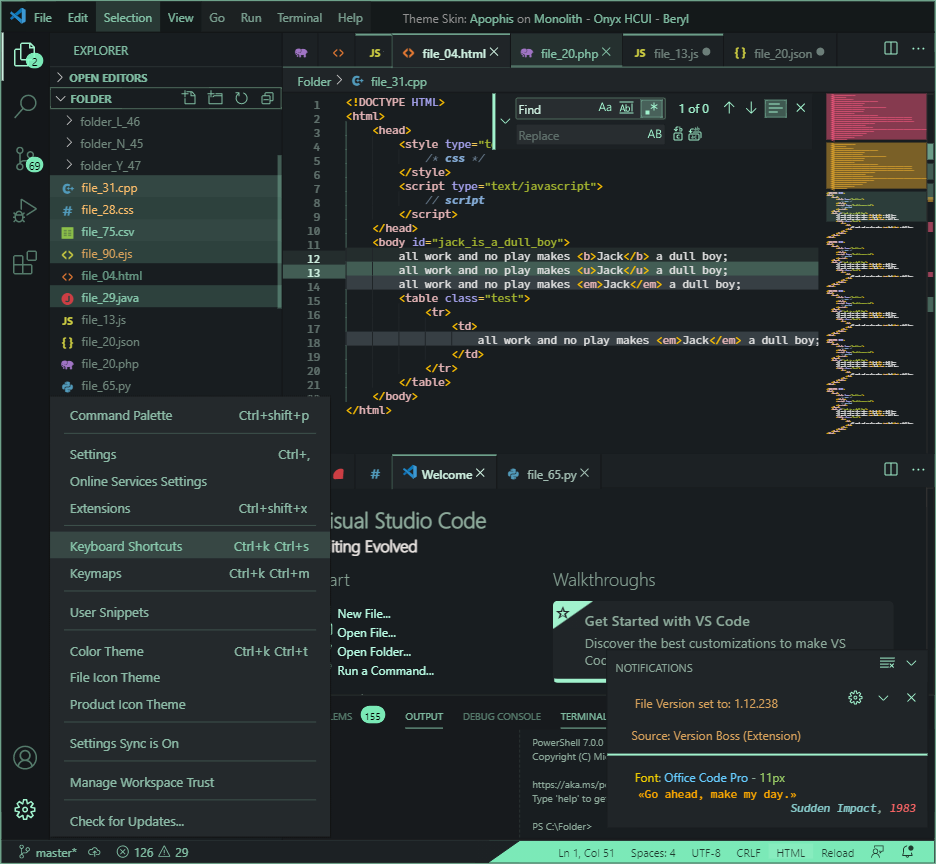 File Edit Selection View Go Run Terminal Help Theme Skin: Apophis on Monolith - Onyx HCUI - Beryl
2
69
EXPLORER
OPEN EDITORS
FOLDER
folder_L_46
folder_N_45
folder_Y_47
file_31.cpp
# file_28.css
file_75.csv
file_90.ejs
file_04.html
file_29.java
JS file_13.js
{} file_20.json
file_20.php
file_65.py
JS file_04.html file_20.php JS file_13.js {} file_20.json
Folder > file_31.cpp
Find Aa Abl .* 1 of 0
Replace AB
1 <!DOCTYPE HTML>
2 <html>
3 <head>
4 <style type="t
5 /* css */
6 </style>
7 <script type="text/javascript">
8 // script
9 </script>
10 </head>
11 <body id="jack_is_a_dull_boy">
12 all work and no play makes <b>Jack</b> a dull boy;
13 all work and no play makes <u>Jack</u> a dull boy;
14 all work and no play makes <em>Jack</em> a dull boy;
15 <table class="test">
16 <tr>
17 <td>
18 all work and no play makes <em>Jack</em> a dull boy;
19 </td>
20 </tr>
21 </table>
</body>
</html>
Command Palette Ctrl+shift+p
Settings Ctrl+,
Online Services Settings
Extensions Ctrl+shift+x
Keyboard Shortcuts Ctrl+k Ctrl+s
Keymaps Ctrl+k Ctrl+m
User Snippets
Color Theme Ctrl+k Ctrl+t
File Icon Theme
Product Icon Theme
Settings Sync is On
Manage Workspace Trust
Check for Updates...
# Welcome file_65.py
isual Studio Code
iting Evolved
art
New File...
Open File...
Open Folder...
Run a Command...
Walkthroughs
Get Started with VS Code
Discover the best customizations to make VS
Coc
LEMS 155 OUTPUT DEBUG CONSOLE TERMINAL
PowerShell 7.0.0
Copyright (C) Mi
https://aka.ms/p
Type 'help' to ge
PS C:\Folder>
NOTIFICATIONS
File Version set to: 1.12.238
Source: Version Boss (Extension)
Font: Office Code Pro - 11px
«Go ahead, make my day.»
Sudden Impact, 1983
master* 126 29 Ln 1, Col 51 Spaces: 4 UTF-8 CRLF HTML Reload